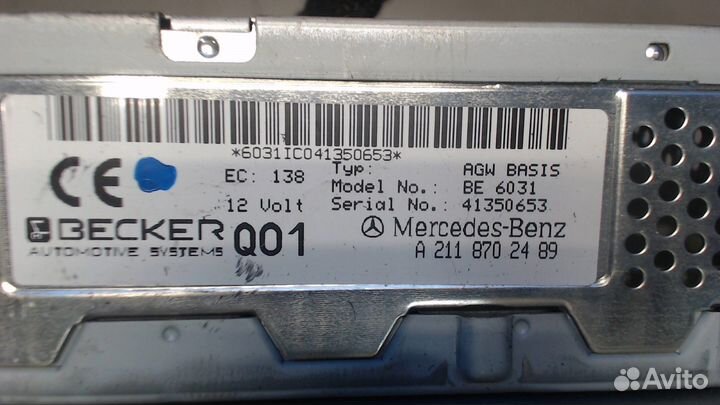 *6031IC041350653*
CE
EC: 138
Typ: AGW BASIS
Model No.: BE 6031
12 Volt
Serial No.: 41350653
BECKER
AUTOMOTIVE SYSTEMS
Q01
Mercedes-Benz
A 211 870 24 89
Avito